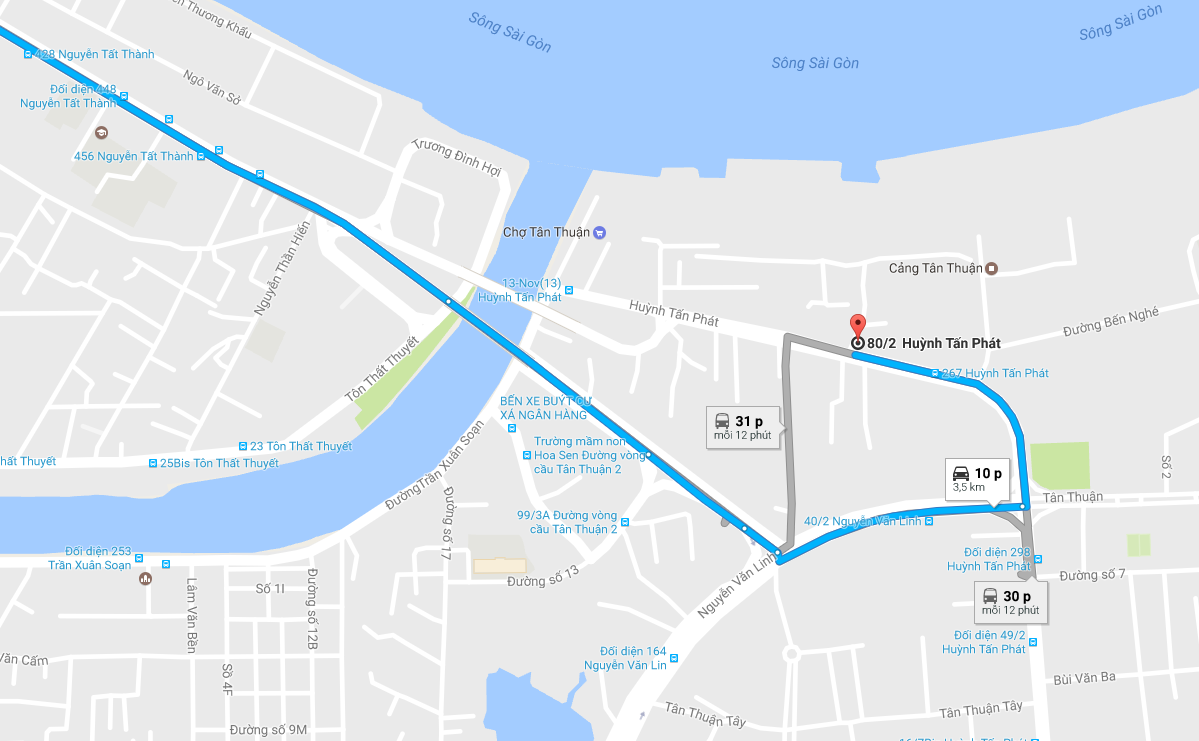 ễn Thương Khấu
Sông Sài Gòn
Sông Sài Gòn
Sông Sài Gòn
428 Nguyễn Tất Thành
Ngô Văn Sở
Đối diện 448
Nguyễn Tất Thành
456 Nguyễn Tất Thành
Trương Đình Hợi
Nguyễn Thần Hiến
Chợ Tân Thuận
Cảng Tân Thuận
13-Nov(13)
Huỳnh Tấn Phát
Huỳnh Tấn Phát
Đường Bến Nghé
80/2 Huỳnh Tấn Phát
267 Huỳnh Tấn Phát
Tôn Thất Thuyết
BẾN XE BUÝT CƯ
XÁ NGÂN HÀNG
31 p
mỗi 12 phút
Trường mầm non
Hoa Sen Đường vòng
cầu Tân Thuận 2
23 Tôn Thất Thuyết
25Bis Tôn Thất Thuyết
hất Thuyết
ĐườngTrần Xuân Soạn
10 p
3,5 km
Số 2
Tân Thuận
Đường số 17
99/3A Đường vòng
cầu Tân Thuận 2
40/2 Nguyễn Văn Linh
Đối diện 253
Trần Xuân Soạn
Đối diện 298
Huỳnh Tấn Phát
Đường số 7
Đường số 13
Nguyễn Văn Linh
Số 1I
Lâm Văn Bền
Đường số 12B
30 p
mỗi 12 phút
Đối diện 49/2
Huỳnh Tấn Phát
Đối diện 164
Nguyễn Văn Lin
Văn Cấm
Số 4F
Bùi Văn Ba
Tân Thuận Tây
Tân Thuận Tây
Đường số 9M
16/7Bis Huỳnh Tấn Phát